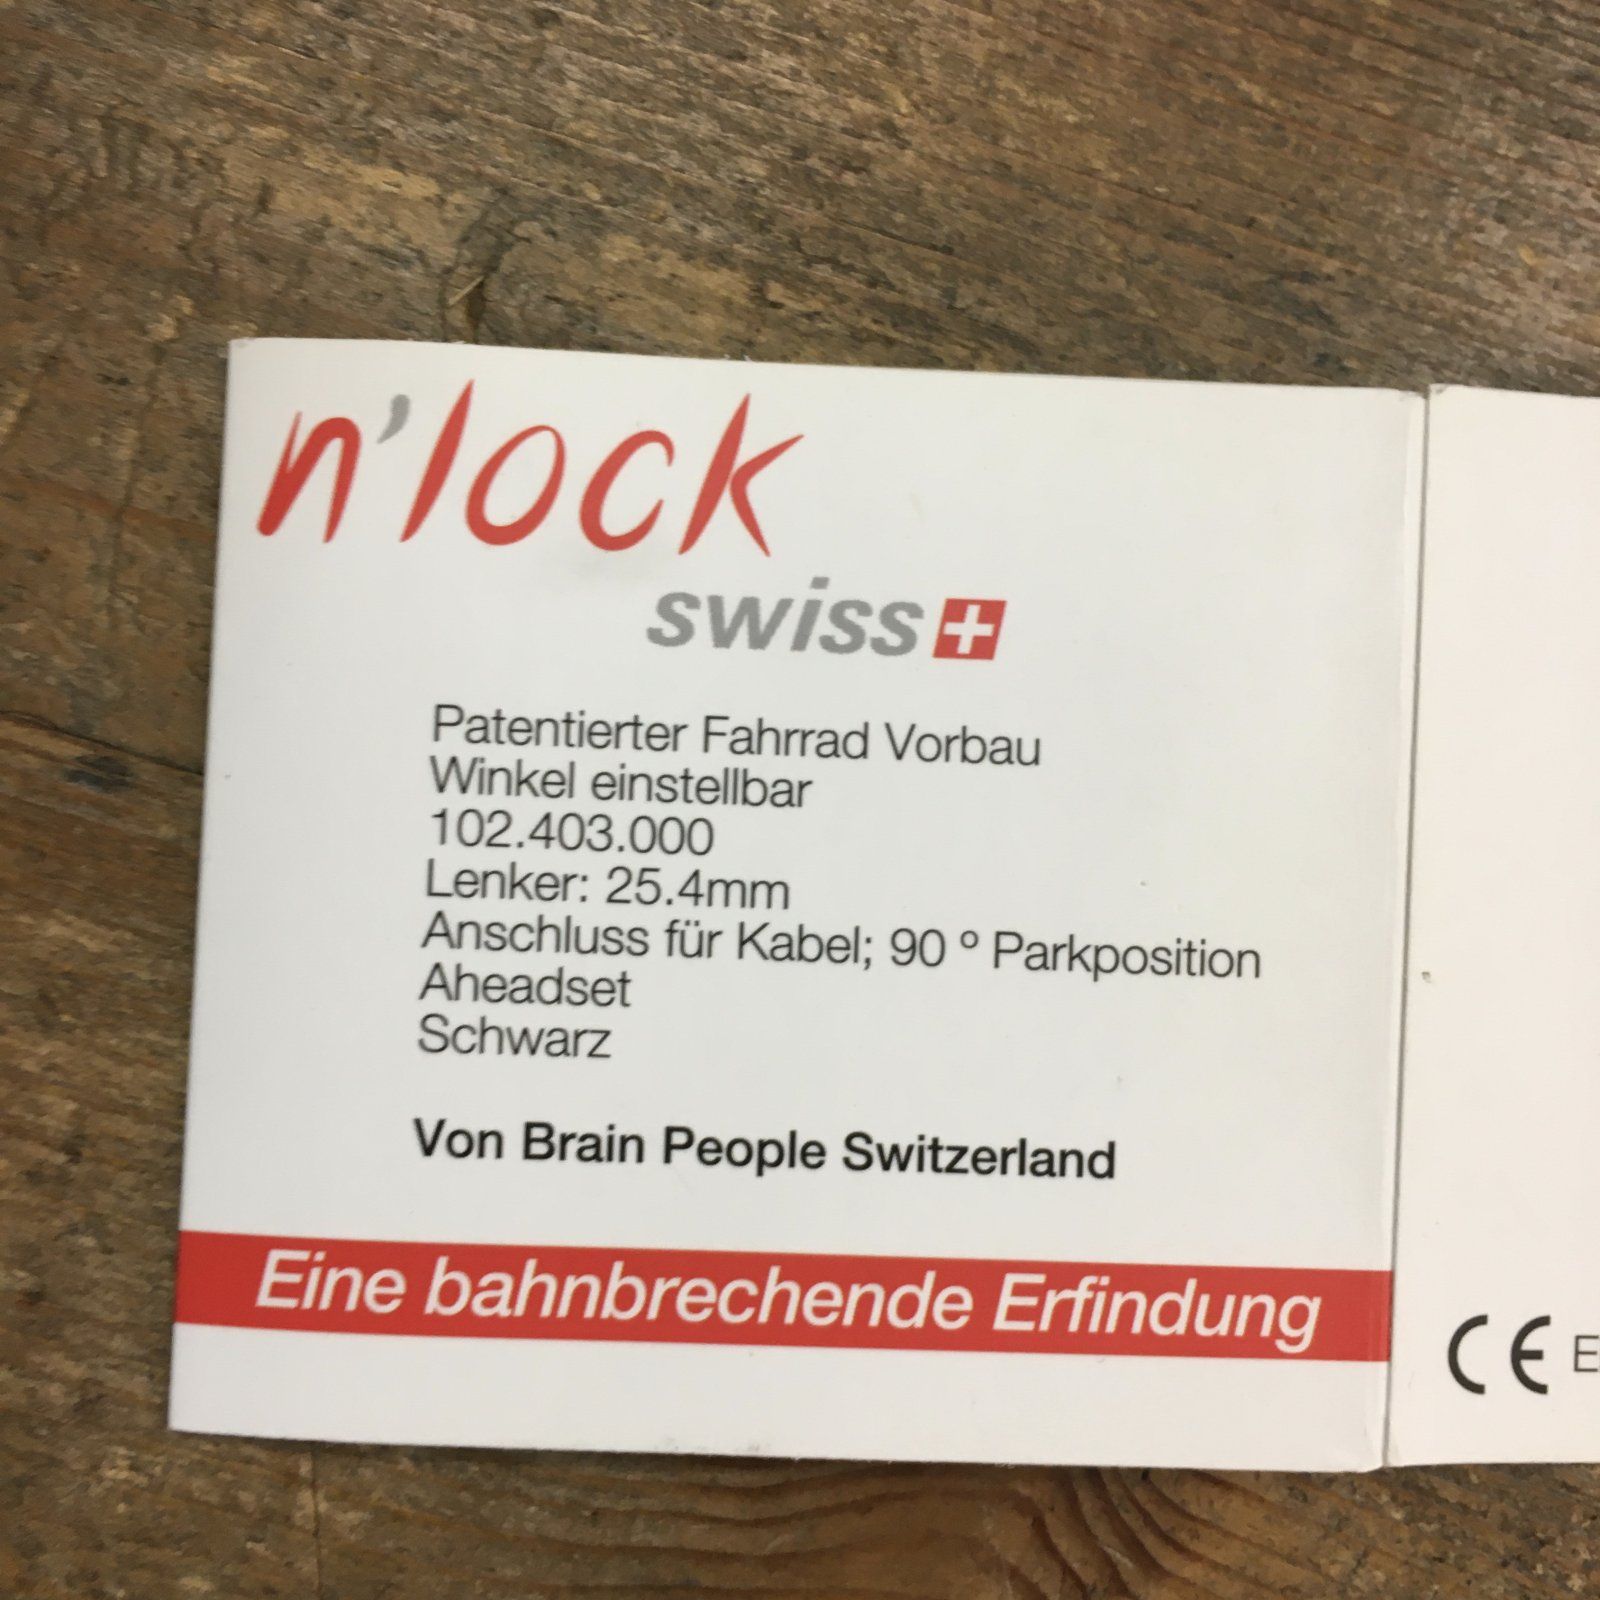 n'lock
swiss
Patentierter Fahrrad Vorbau
Winkel einstellbar
102.403.000
Lenker: 25.4mm
Anschluss für Kabel; 90 º Parkposition
Aheadset
Schwarz
Von Brain People Switzerland
Eine bahnbrechende Erfindung
CE